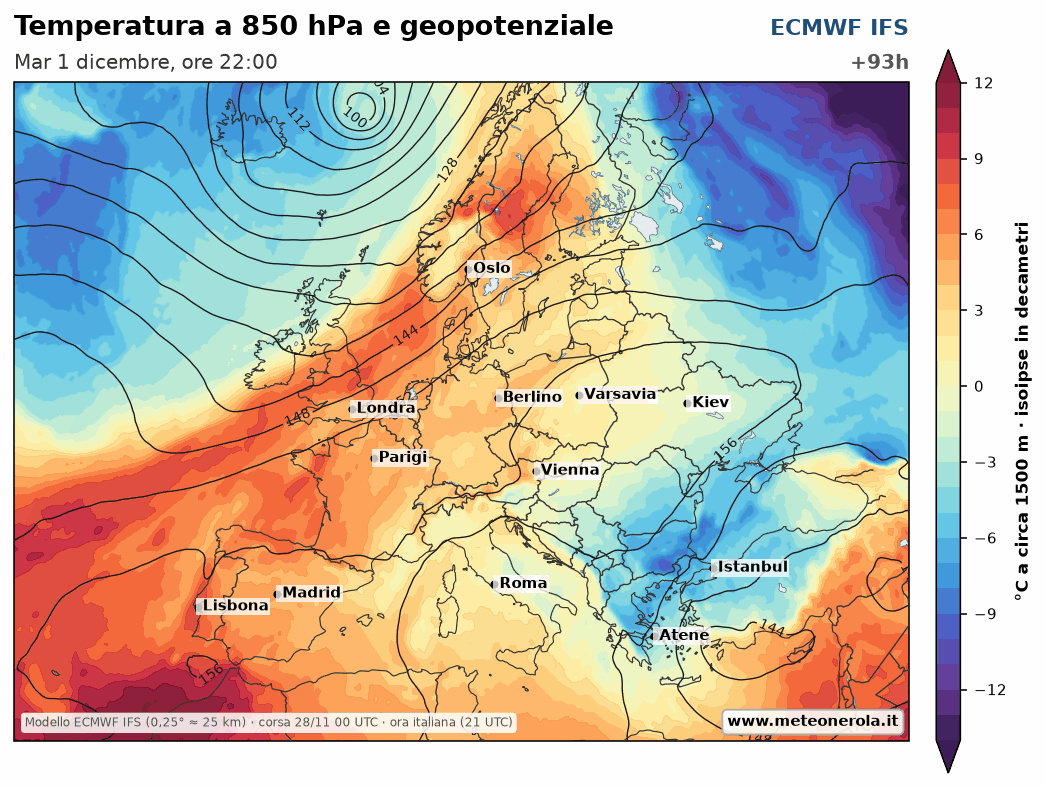 Temperatura a 850 hPa e geopotenziale
ECMWF IFS
Mar 1 dicembre, ore 22:00
+93h
104
100
112
128
Oslo
144
148
Londra
Berlino
Varsavia
Kiev
Parigi
Vienna
156
Istanbul
Roma
Madrid
Lisbona
Atene
144
156
148
Modello ECMWF IFS (0,25° ≈ 25 km) · corsa 28/11 00 UTC · ora italiana (21 UTC)
www.meteonerola.it
12
9
6
3
0
−3
−6
−9
−12
°C a circa 1500 m · isoipse in decametri